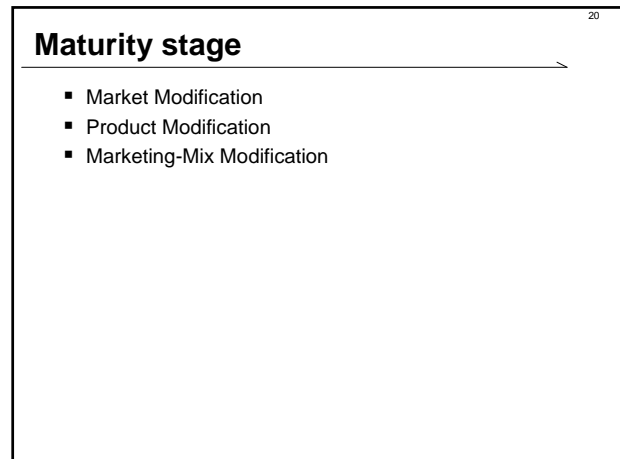 20
Maturity stage
▪ Market Modification
▪ Product Modification
▪ Marketing-Mix Modification